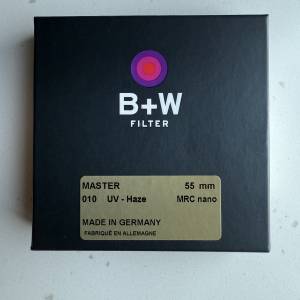 B+W
FILTER
MASTER 55 mm
010 UV - Haze MRC nano
MADE IN GERMANY
FABRIQUÉ EN ALLEMAGNE